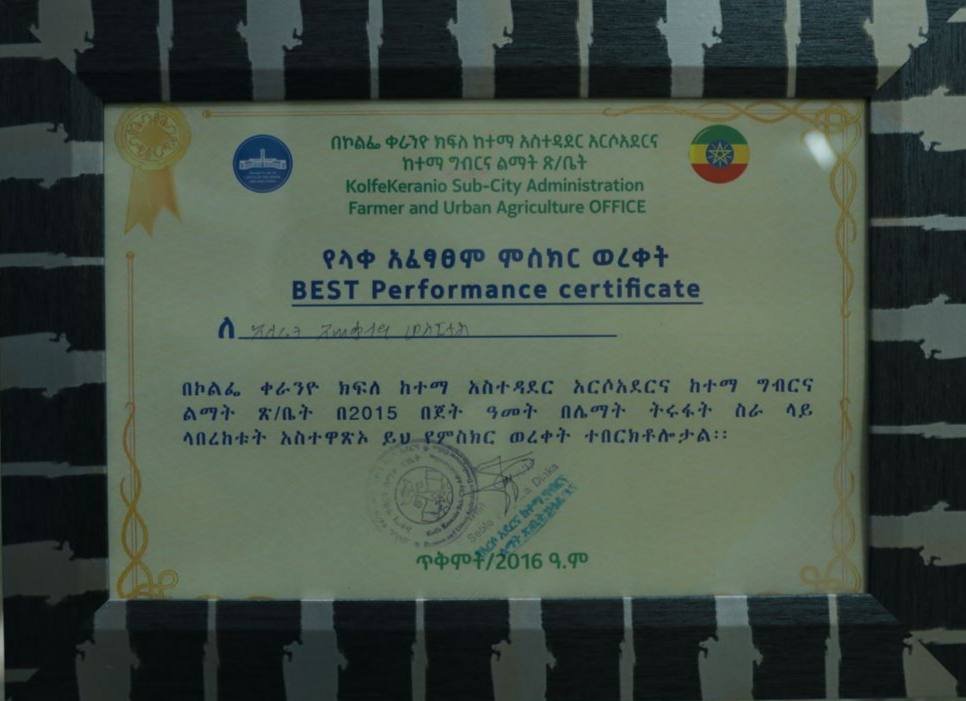 በኮልፌ ቀራንዮ ክፍለ ከተማ አስተዳደር አርሶአደርና
ከተማ ግብርና ልማት ጽ/ቤት
KolfeKeranio Sub-City Administration
Farmer and Urban Agriculture OFFICE
የላቀ አፈፃፀም ምስክር ወረቀት
BEST Performance certificate
ለ
በኮልፌ ቀራንዮ ክፍለ ከተማ አስተዳደር አርሶአደርና ከተማ ግብርና
ልማት ጽ/ቤት በ2015 በጀት ዓመት በሌማት ትሩፋት ስራ ላይ
ላበረከቱት አስተዋጽኦ ይህ የምስክር ወረቀት ተበርክቶሎታል፡፡
ጥቅምት/2016 ዓ.ም